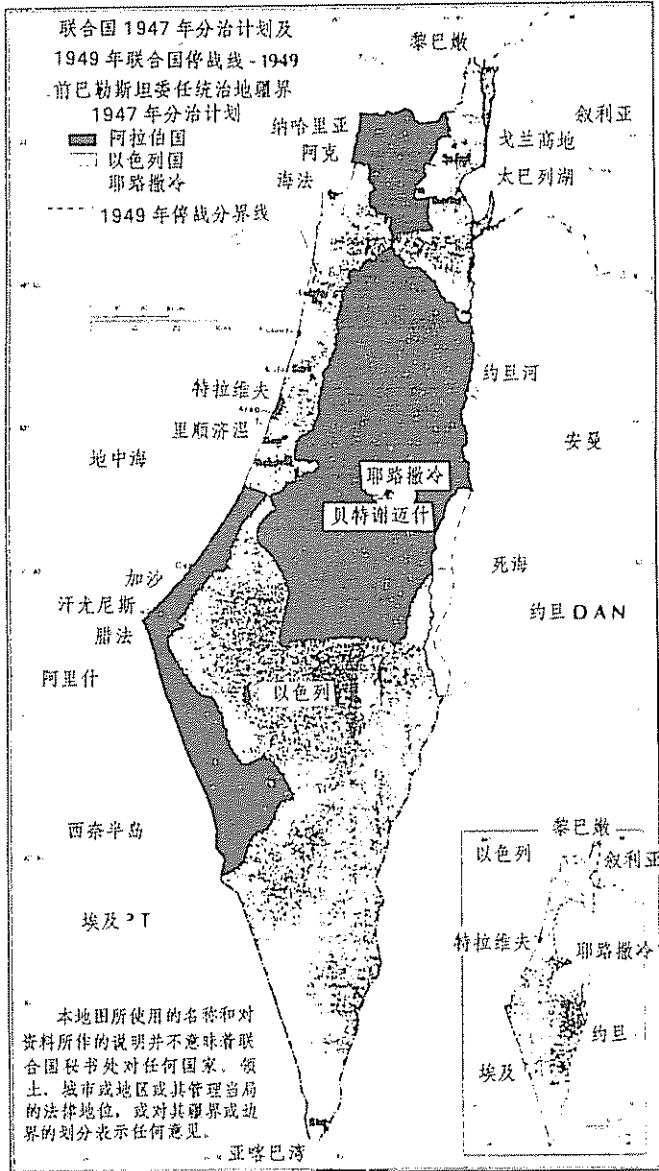 联合国1947年分治计划及
1949年联合国停战线-1949
前巴勒斯坦委任统治地疆界
1947年分治计划
阿拉伯国
以色列国
耶路撒冷
1949年停战分界线
黎巴嫩
叙利亚
纳哈里亚
戈兰高地
阿克
太巴列湖
海法
约旦河
特拉维夫
里顺济涅
安曼
地中海
耶路撒冷
贝特谢迈什
死海
加沙
汗尤尼斯
约旦DAN
腊法
阿里什
以色列
西奈半岛
埃及PT
黎巴嫩
以色列
叙利亚
特拉维夫
耶路撒冷
约旦
埃及
本地图所使用的名称和对
资料所作的说明并不意味着联
合国秘书处对任何国家、领
土、城市或地区或其管理当局
的法律地位，或对其疆界或边
界的划分表示任何意见。
亚喀巴湾